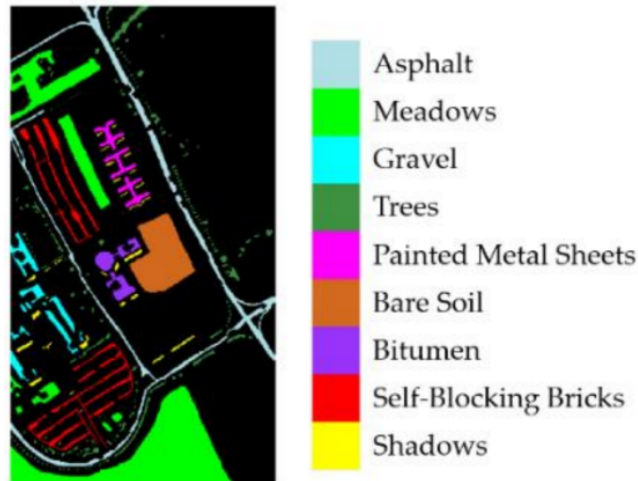 Asphalt
Meadows
Gravel
Trees
Painted Metal Sheets
Bare Soil
Bitumen
Self-Blocking Bricks
Shadows